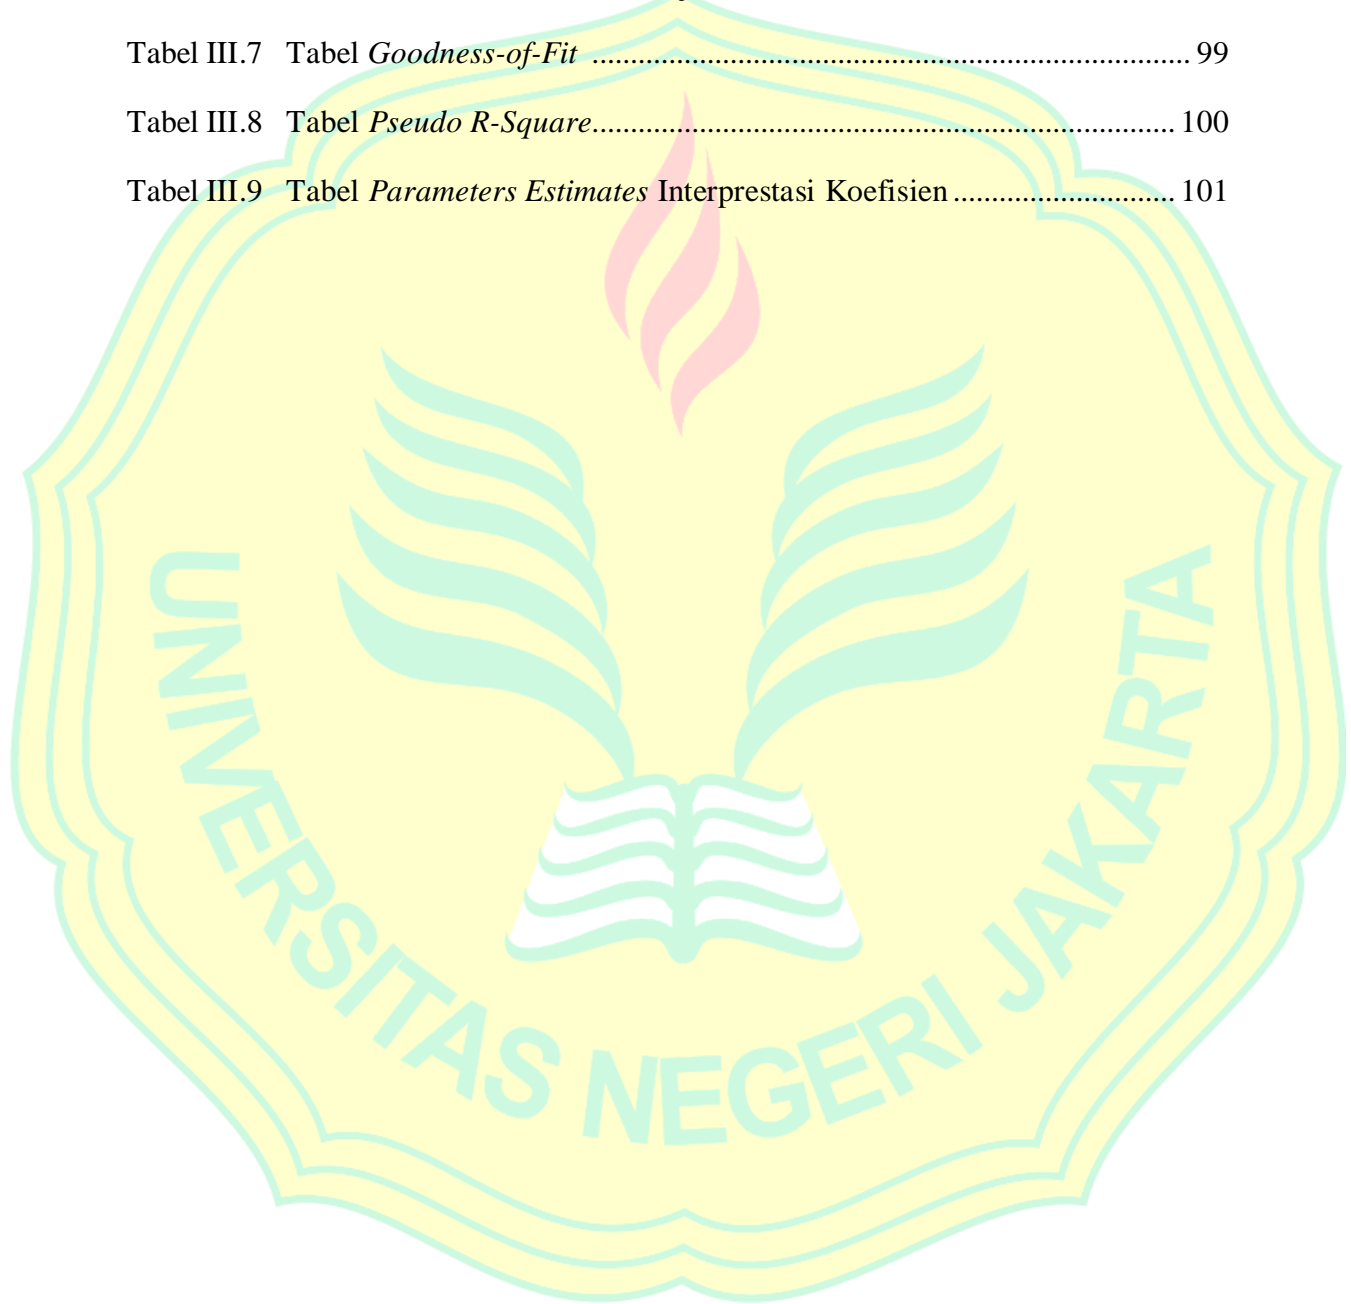 Tabel III.7 Tabel Goodness-of-Fit ............................................................................. 99
Tabel III.8 Tabel Pseudo R-Square........................................................................... 100
Tabel III.9 Tabel Parameters Estimates Interprestasi Koefisien ............................ 101
UNIVERSITAS NEGERI JAKARTA